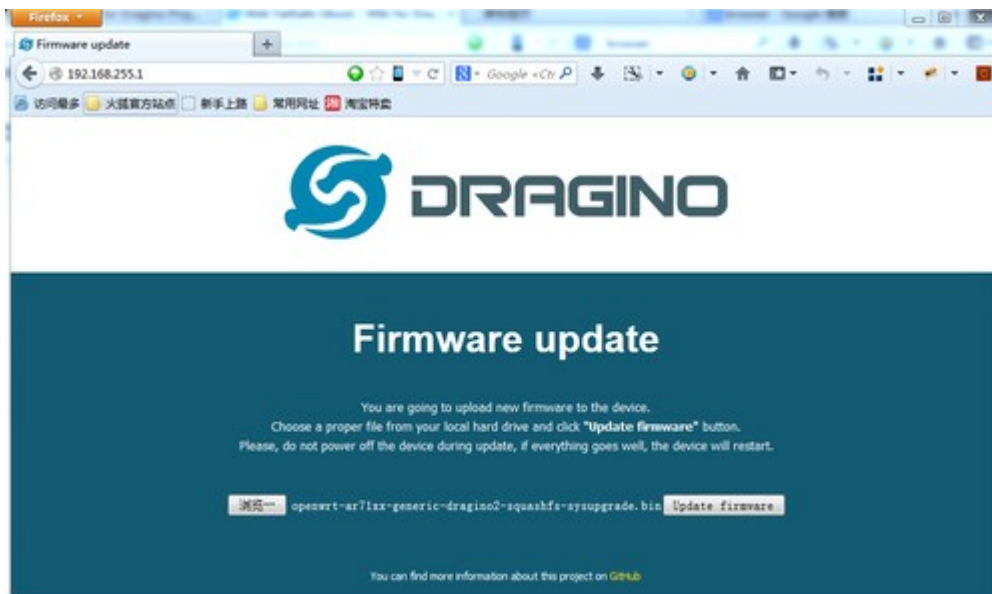 Firefox
Firmware update
192.168.255.1
Google <Ctr
访问最多 火狐官方站点 新手上路 常用网址 淘宝特卖
DRAGINO
Firmware update
You are going to upload new firmware to the device.
Choose a proper file from your local hard drive and click "Update firmware" button.
Please, do not power off the device during update, if everything goes well, the device will restart.
浏览… openwrt-ar71xx-generic-dragino2-squashfs-sysupgrade.bin Update firmware
You can find more information about this project on GitHub